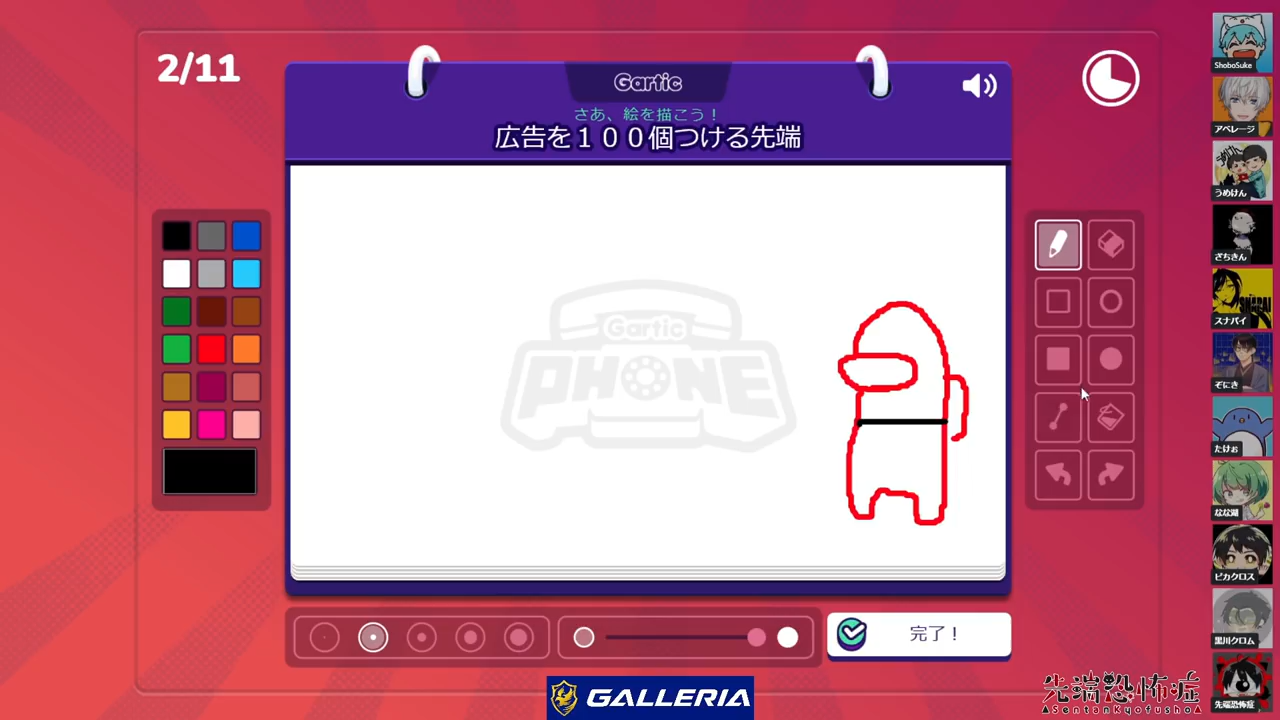 2/11
Gartic
さあ、絵を描こう！
広告を１００個つける先端
Gartic
PHONE
完了！
GALLERIA
ShoboSuke
アベレージ
うめけん
さちきん
スナバイ
ぞにき
たけぉ
なな湖
ピカクロス
黒川クロム
先端恐怖症
先端恐怖症
SentanKyofusho